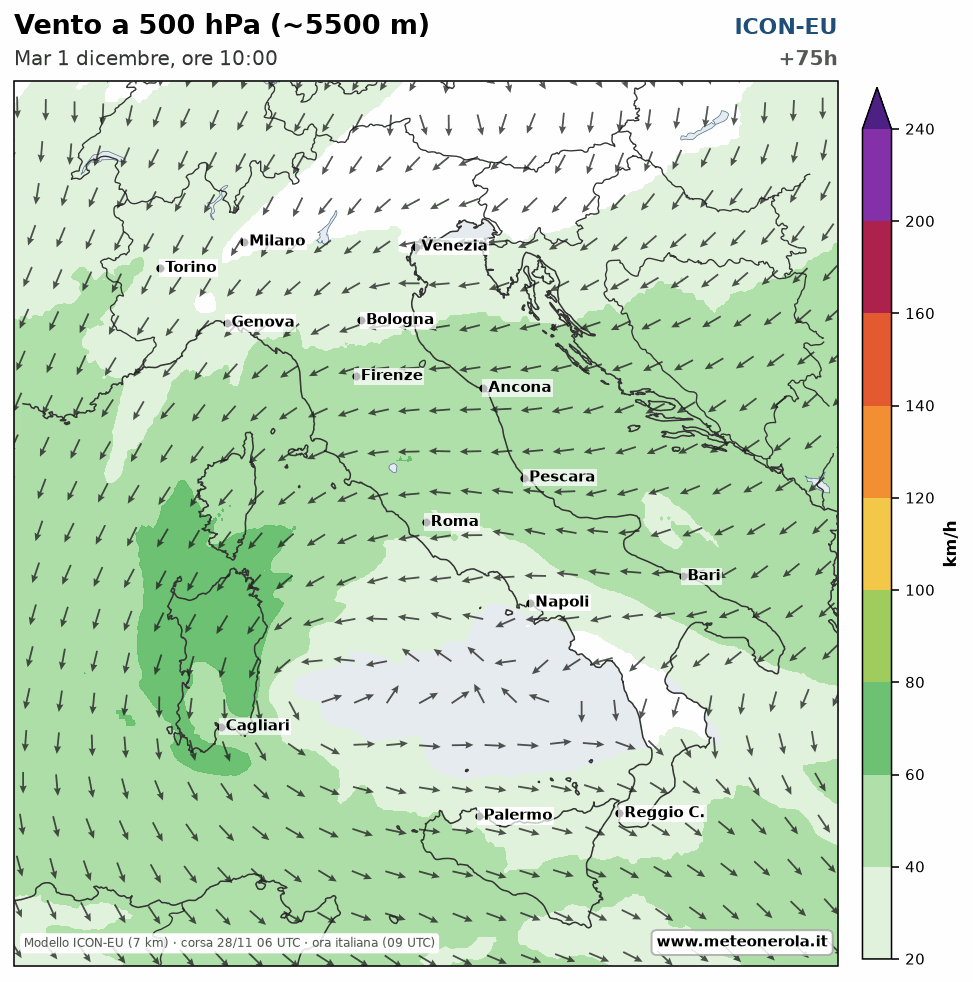 Vento a 500 hPa (~5500 m)
ICON-EU
Mar 1 dicembre, ore 10:00
+75h
Milano
Venezia
Torino
Genova
Bologna
Firenze
Ancona
Pescara
Roma
Bari
Napoli
Cagliari
Palermo
Reggio C.
Modello ICON-EU (7 km) · corsa 28/11 06 UTC · ora italiana (09 UTC)
www.meteonerola.it
240
200
160
140
120
100
80
60
40
20
km/h